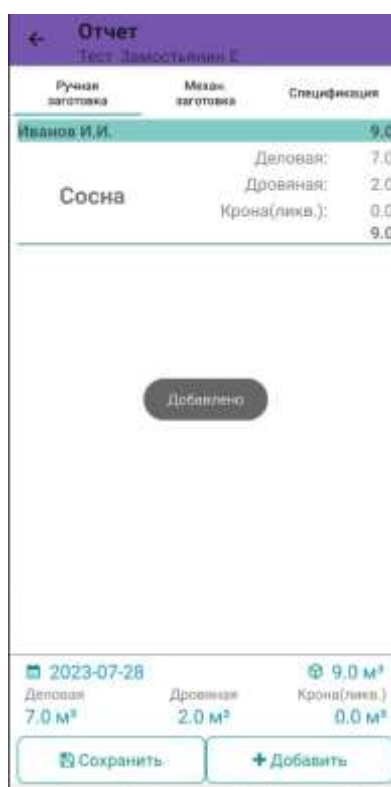 Отчет
Тест Замостьянин Е
Ручная заготовка
Механ. заготовка
Спецификация
Иванов И.И. 9.0
Сосна
Деловая: 7.0
Дровяная: 2.0
Крона(ликв.): 0.0
9.0
Добавлено
2023-07-28 9.0 м³
Деловая Дровяная Крона(ликв.)
7.0 м³ 2.0 м³ 0.0 м³
Сохранить Добавить